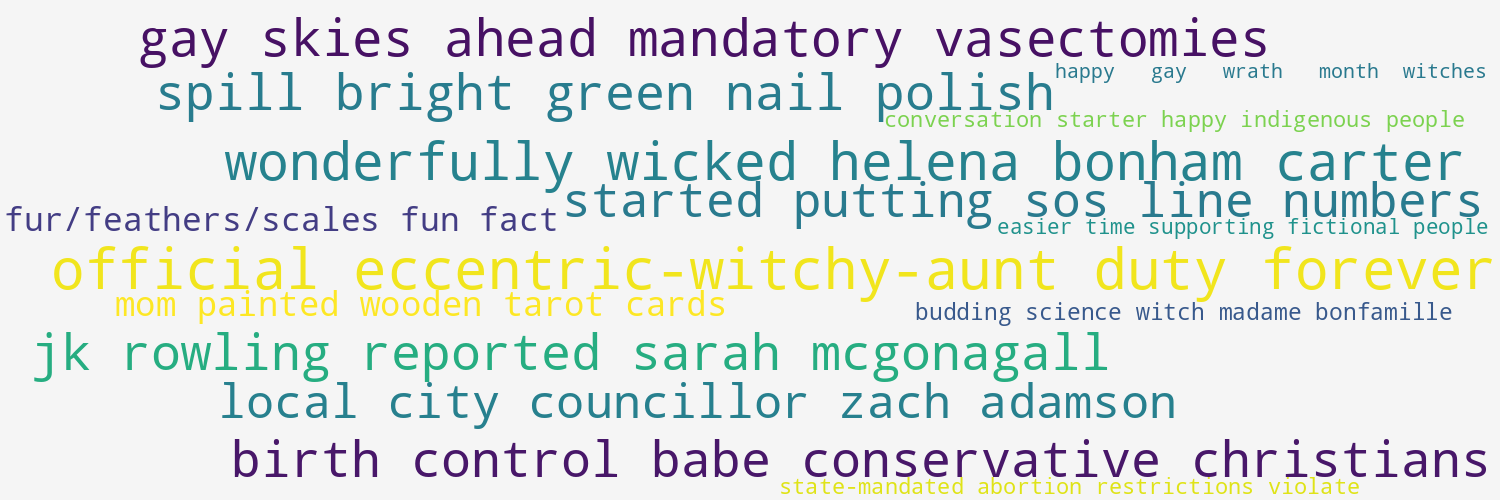 gay skies ahead mandatory vasectomies
happy gay wrath month witches
spill bright green nail polish
conversation starter happy indigenous people
wonderfully wicked helena bonham carter
started putting sos line numbers
fur/feathers/scales fun fact
easier time supporting fictional people
official eccentric-witchy-aunt duty forever
mom painted wooden tarot cards
budding science witch madame bonfamille
jk rowling reported sarah mcgonagall
local city councillor zach adamson
birth control babe conservative christians
state-mandated abortion restrictions violate